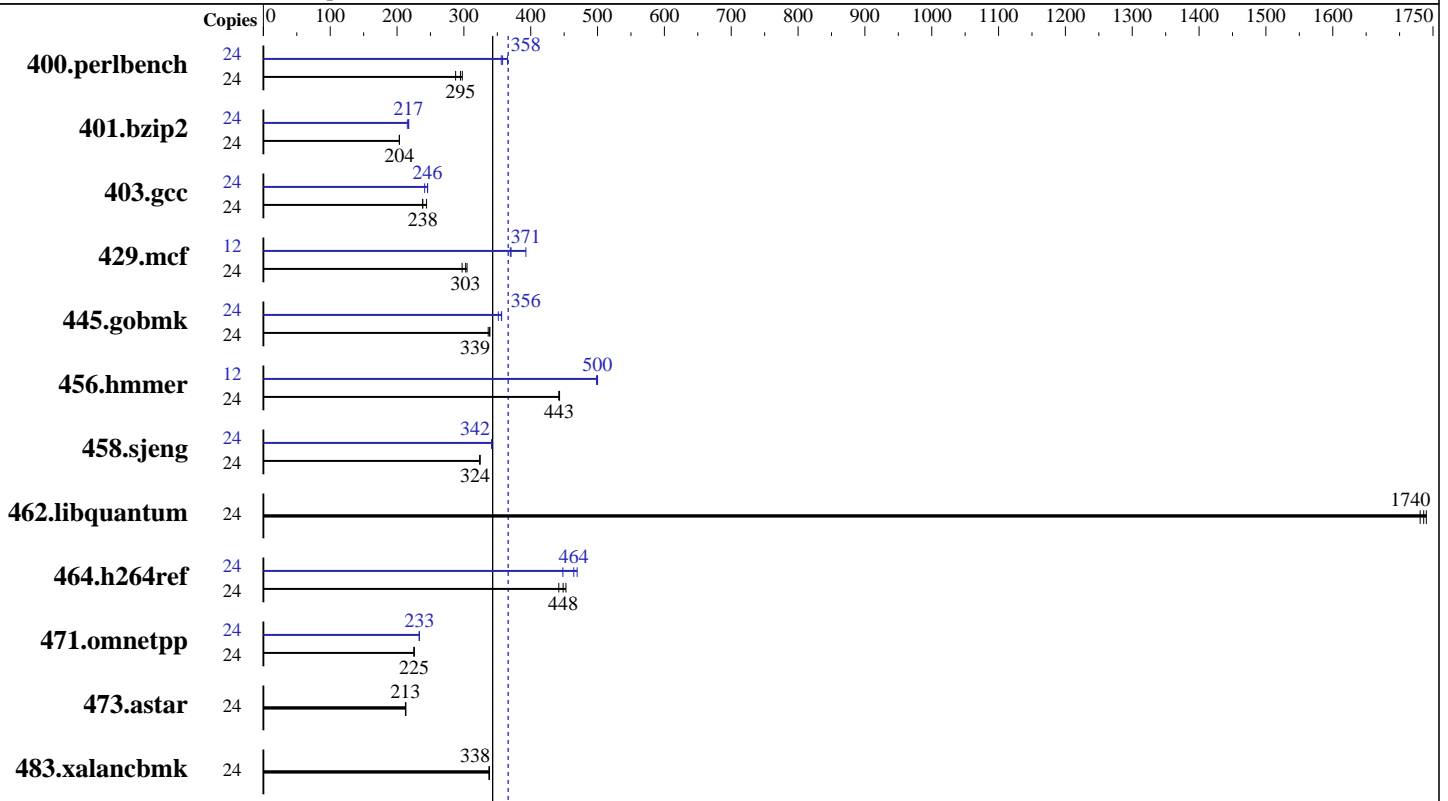 Copies 0 100 200 300 400 500 600 700 800 900 1000 1100 1200 1300 1400 1500 1600 1750
400.perlbench 24 358
24 295
401.bzip2 24 217
24 204
403.gcc 24 246
24 238
429.mcf 12 371
24 303
445.gobmk 24 356
24 339
456.hmmer 12 500
24 443
458.sjeng 24 342
24 324
462.libquantum 24 1740
464.h264ref 24 464
24 448
471.omnetpp 24 233
24 225
473.astar 24 213
483.xalancbmk 24 338